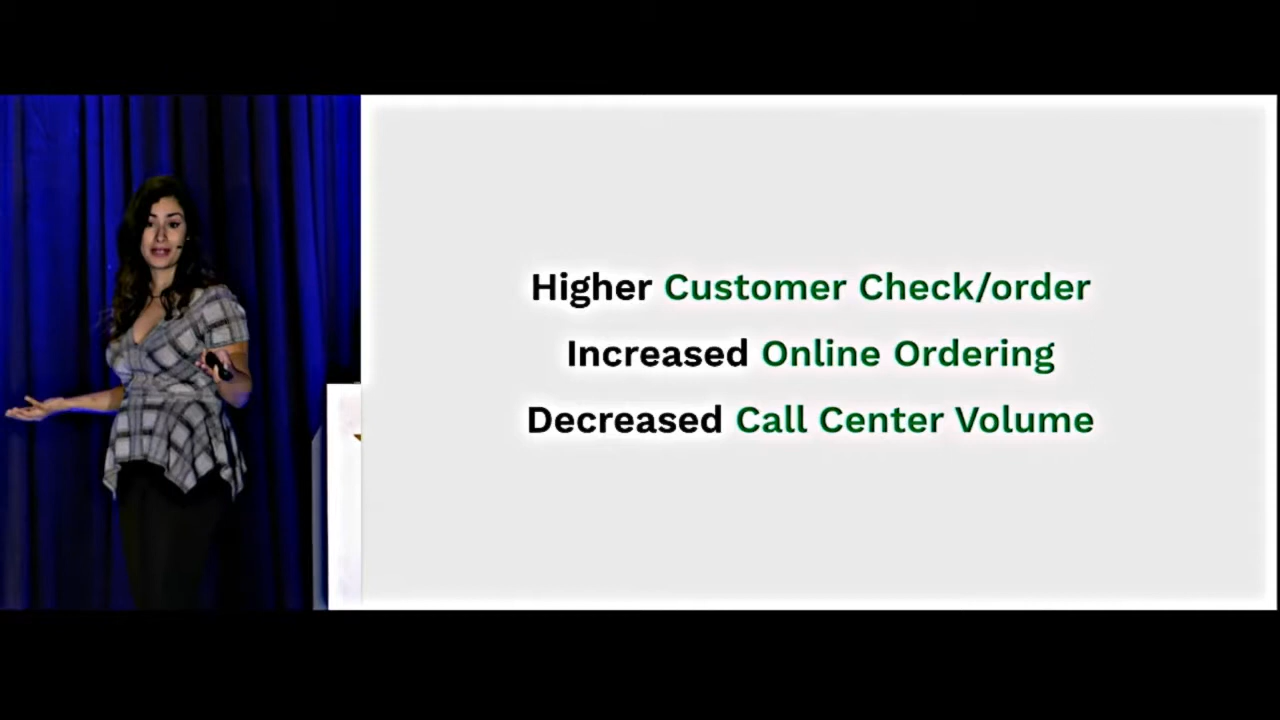 Higher Customer Check/order
Increased Online Ordering
Decreased Call Center Volume